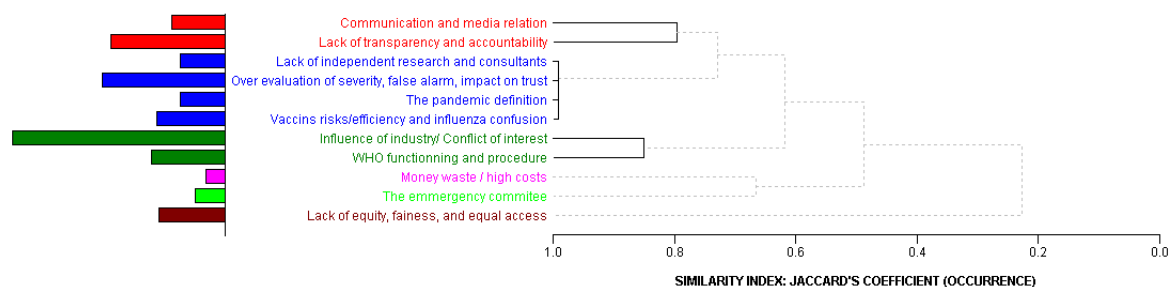 Communication and media relation
Lack of transparency and accountability
Lack of independent research and consultants
Over evaluation of severity, false alarm, impact on trust
The pandemic definition
Vaccins risks/efficiency and influenza confusion
Influence of industry/ Conflict of interest
WHO functionning and procedure
Money waste / high costs
The emmergency commitee
Lack of equity, fainess, and equal access
1.0 0.8 0.6 0.4 0.2 0.0
SIMILARITY INDEX: JACCARD'S COEFFICIENT (OCCURRENCE)